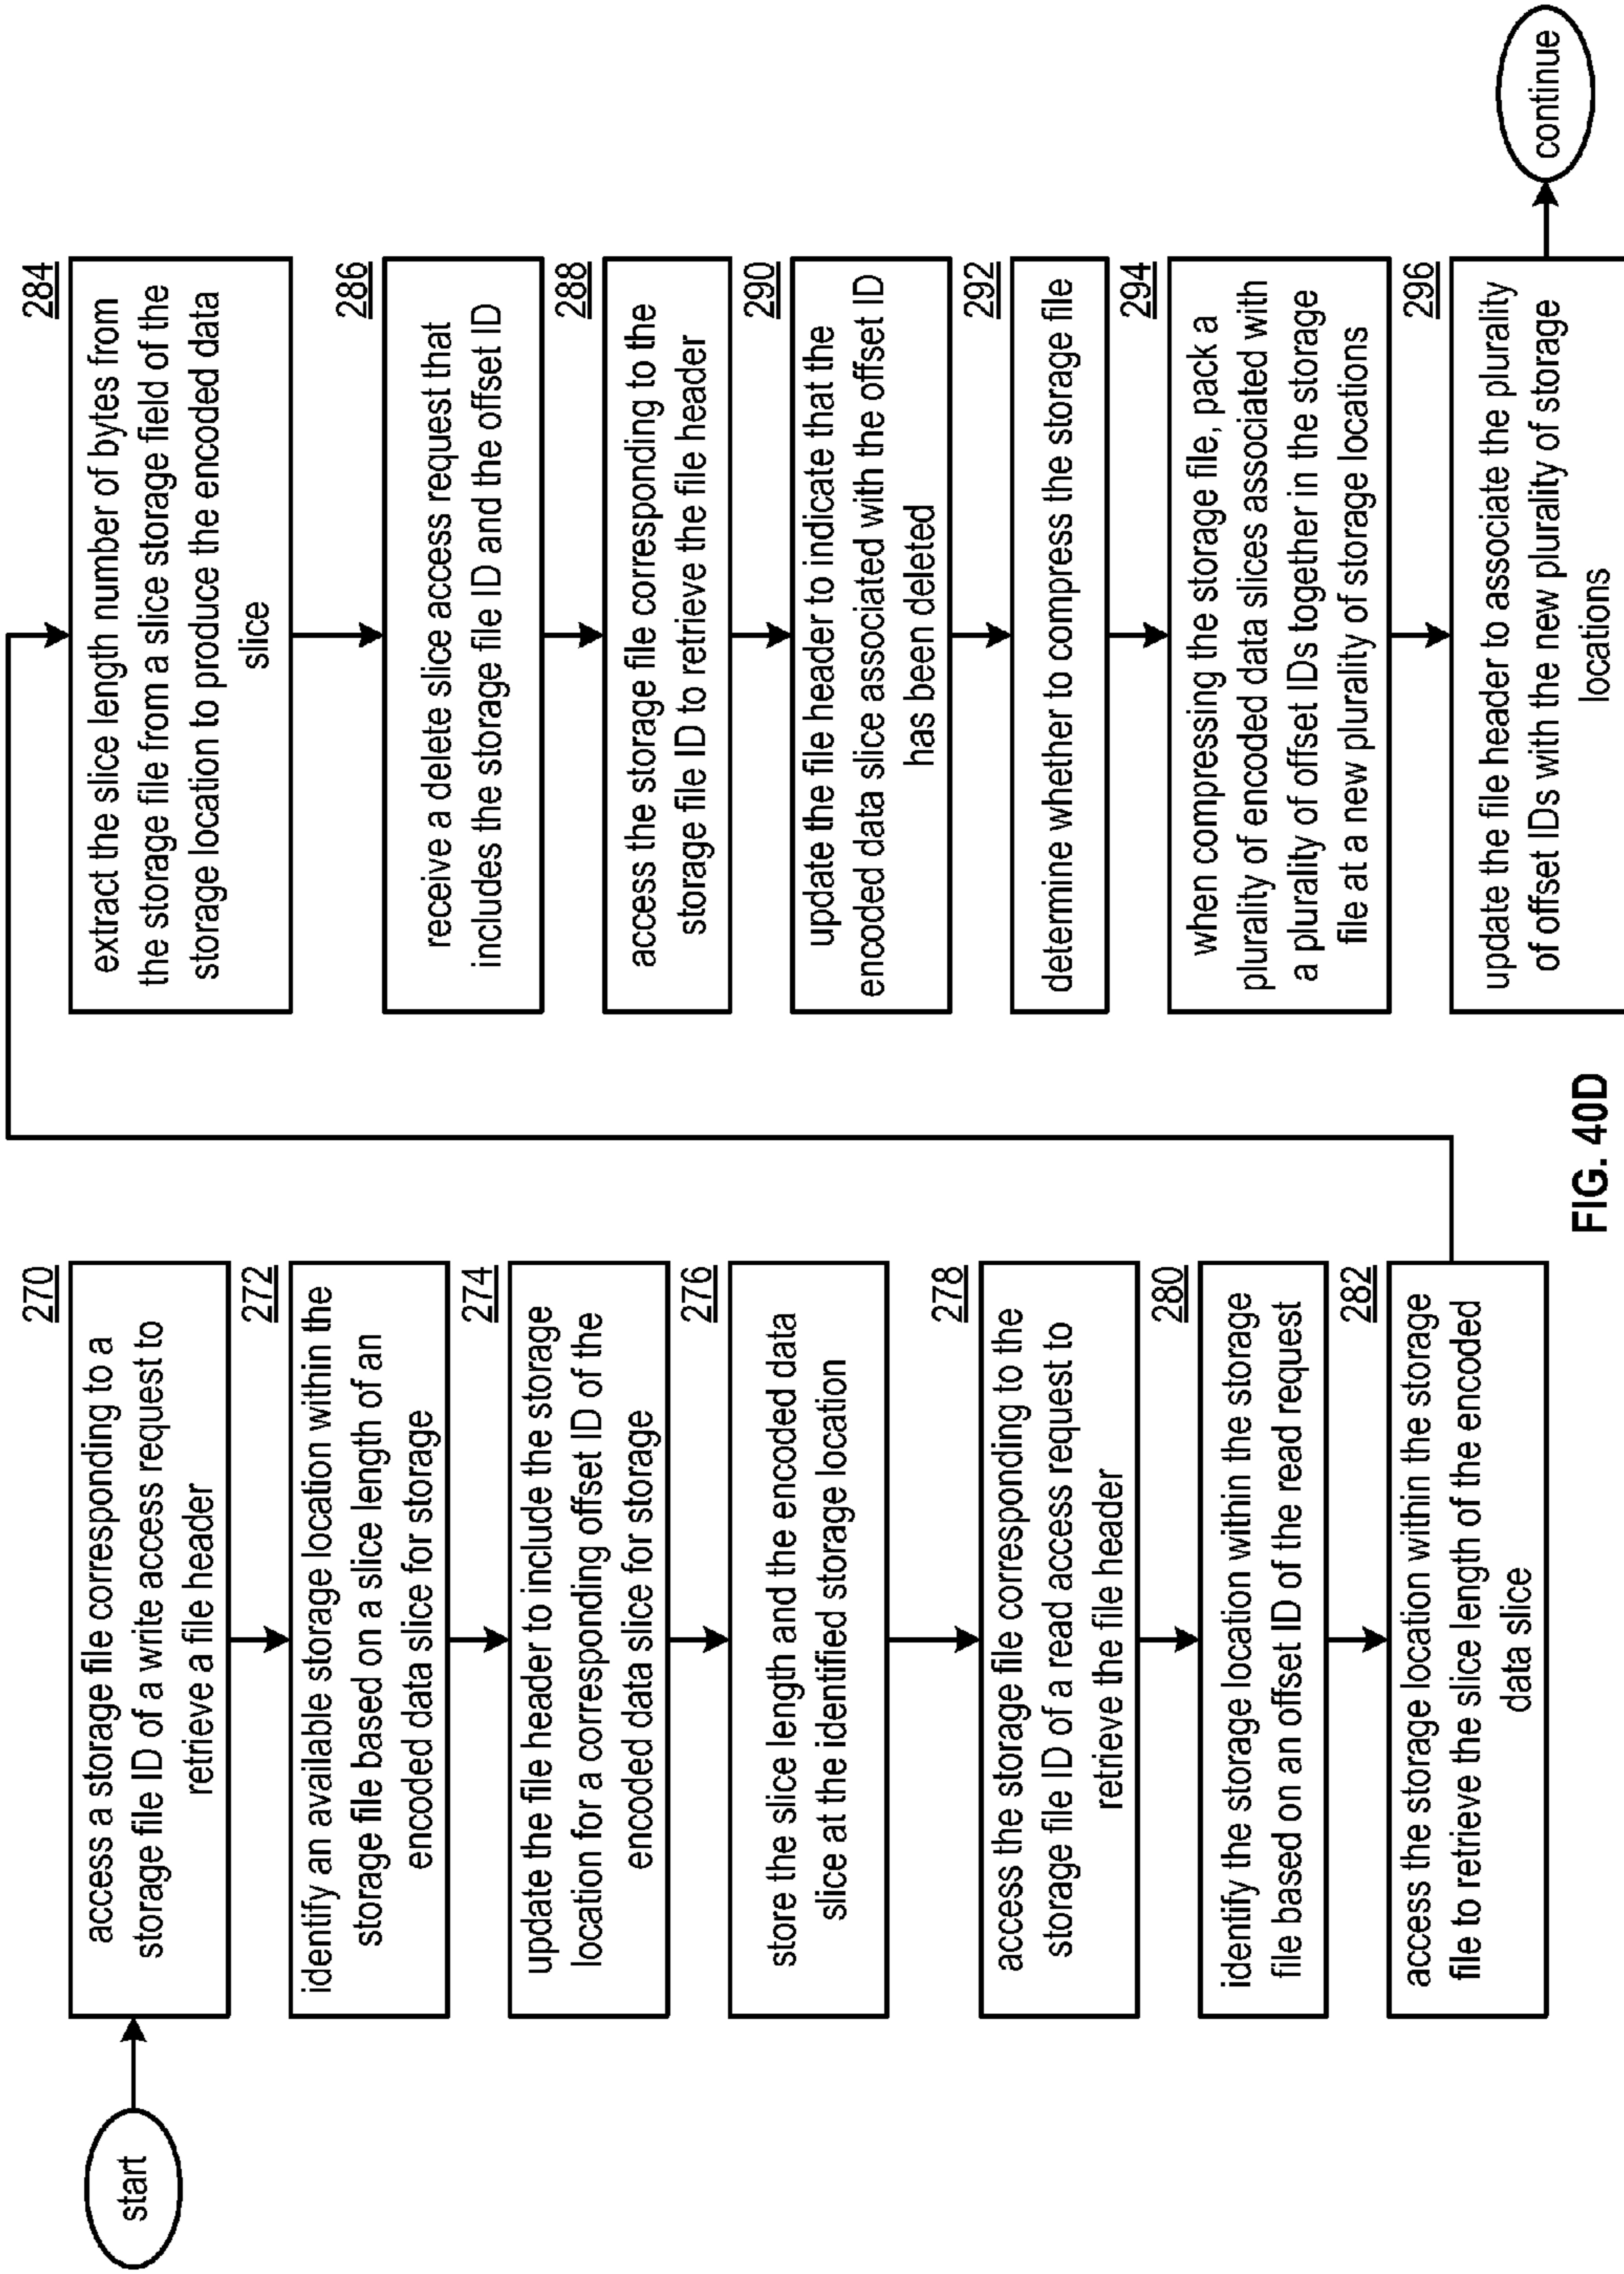 start
270
access a storage file corresponding to a
storage file ID of a write access request to
retrieve a file header
272
identify an available storage location within the
storage file based on a slice length of an
encoded data slice for storage
274
update the file header to include the storage
location for a corresponding offset ID of the
encoded data slice for storage
276
store the slice length and the encoded data
slice at the identified storage location
278
access the storage file corresponding to the
storage file ID of a read access request to
retrieve the file header
280
identify the storage location within the storage
file based on an offset ID of the read request
282
access the storage location within the storage
file to retrieve the slice length of the encoded
data slice
284
extract the slice length number of bytes from
the storage file from a slice storage field of the
storage location to produce the encoded data
slice
286
receive a delete slice access request that
includes the storage file ID and the offset ID
288
access the storage file corresponding to the
storage file ID to retrieve the file header
290
update the file header to indicate that the
encoded data slice associated with the offset ID
has been deleted
292
determine whether to compress the storage file
294
when compressing the storage file, pack a
plurality of encoded data slices associated with
a plurality of offset IDs together in the storage
file at a new plurality of storage locations
296
update the file header to associate the plurality
of offset IDs with the new plurality of storage
locations
continue
FIG. 40D